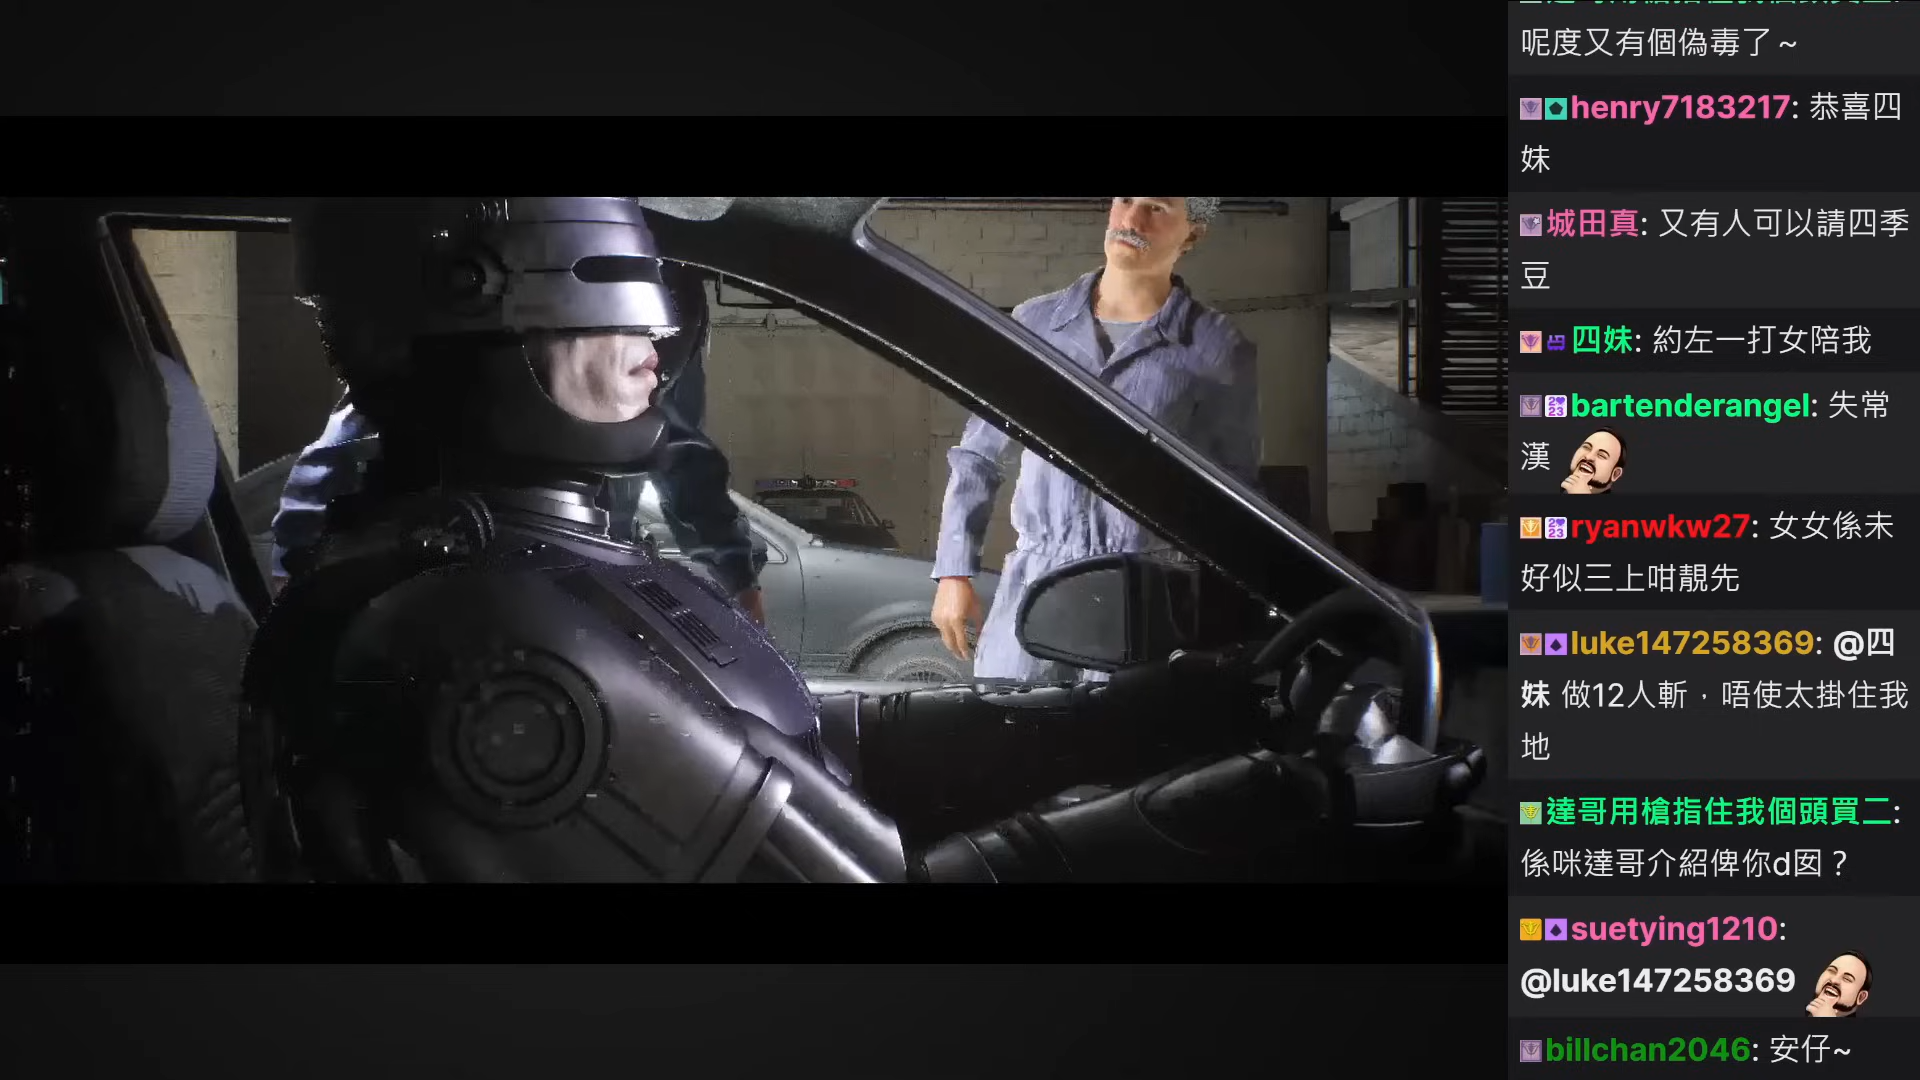 呢度又有個偽毒了～
henry7183217: 恭喜四
妹
城田真: 又有人可以請四季
豆
四妹: 約左一打女陪我
bartenderangel: 失常
漢
ryanwkw27: 女女係未
好似三上咁靚先
luke147258369: @四
妹 做12人斬，唔使太掛住我
地
達哥用槍指住我個頭買二:
係咪達哥介紹俾你d囡？
suetying1210:
@luke147258369
billchan2046: 安仔~